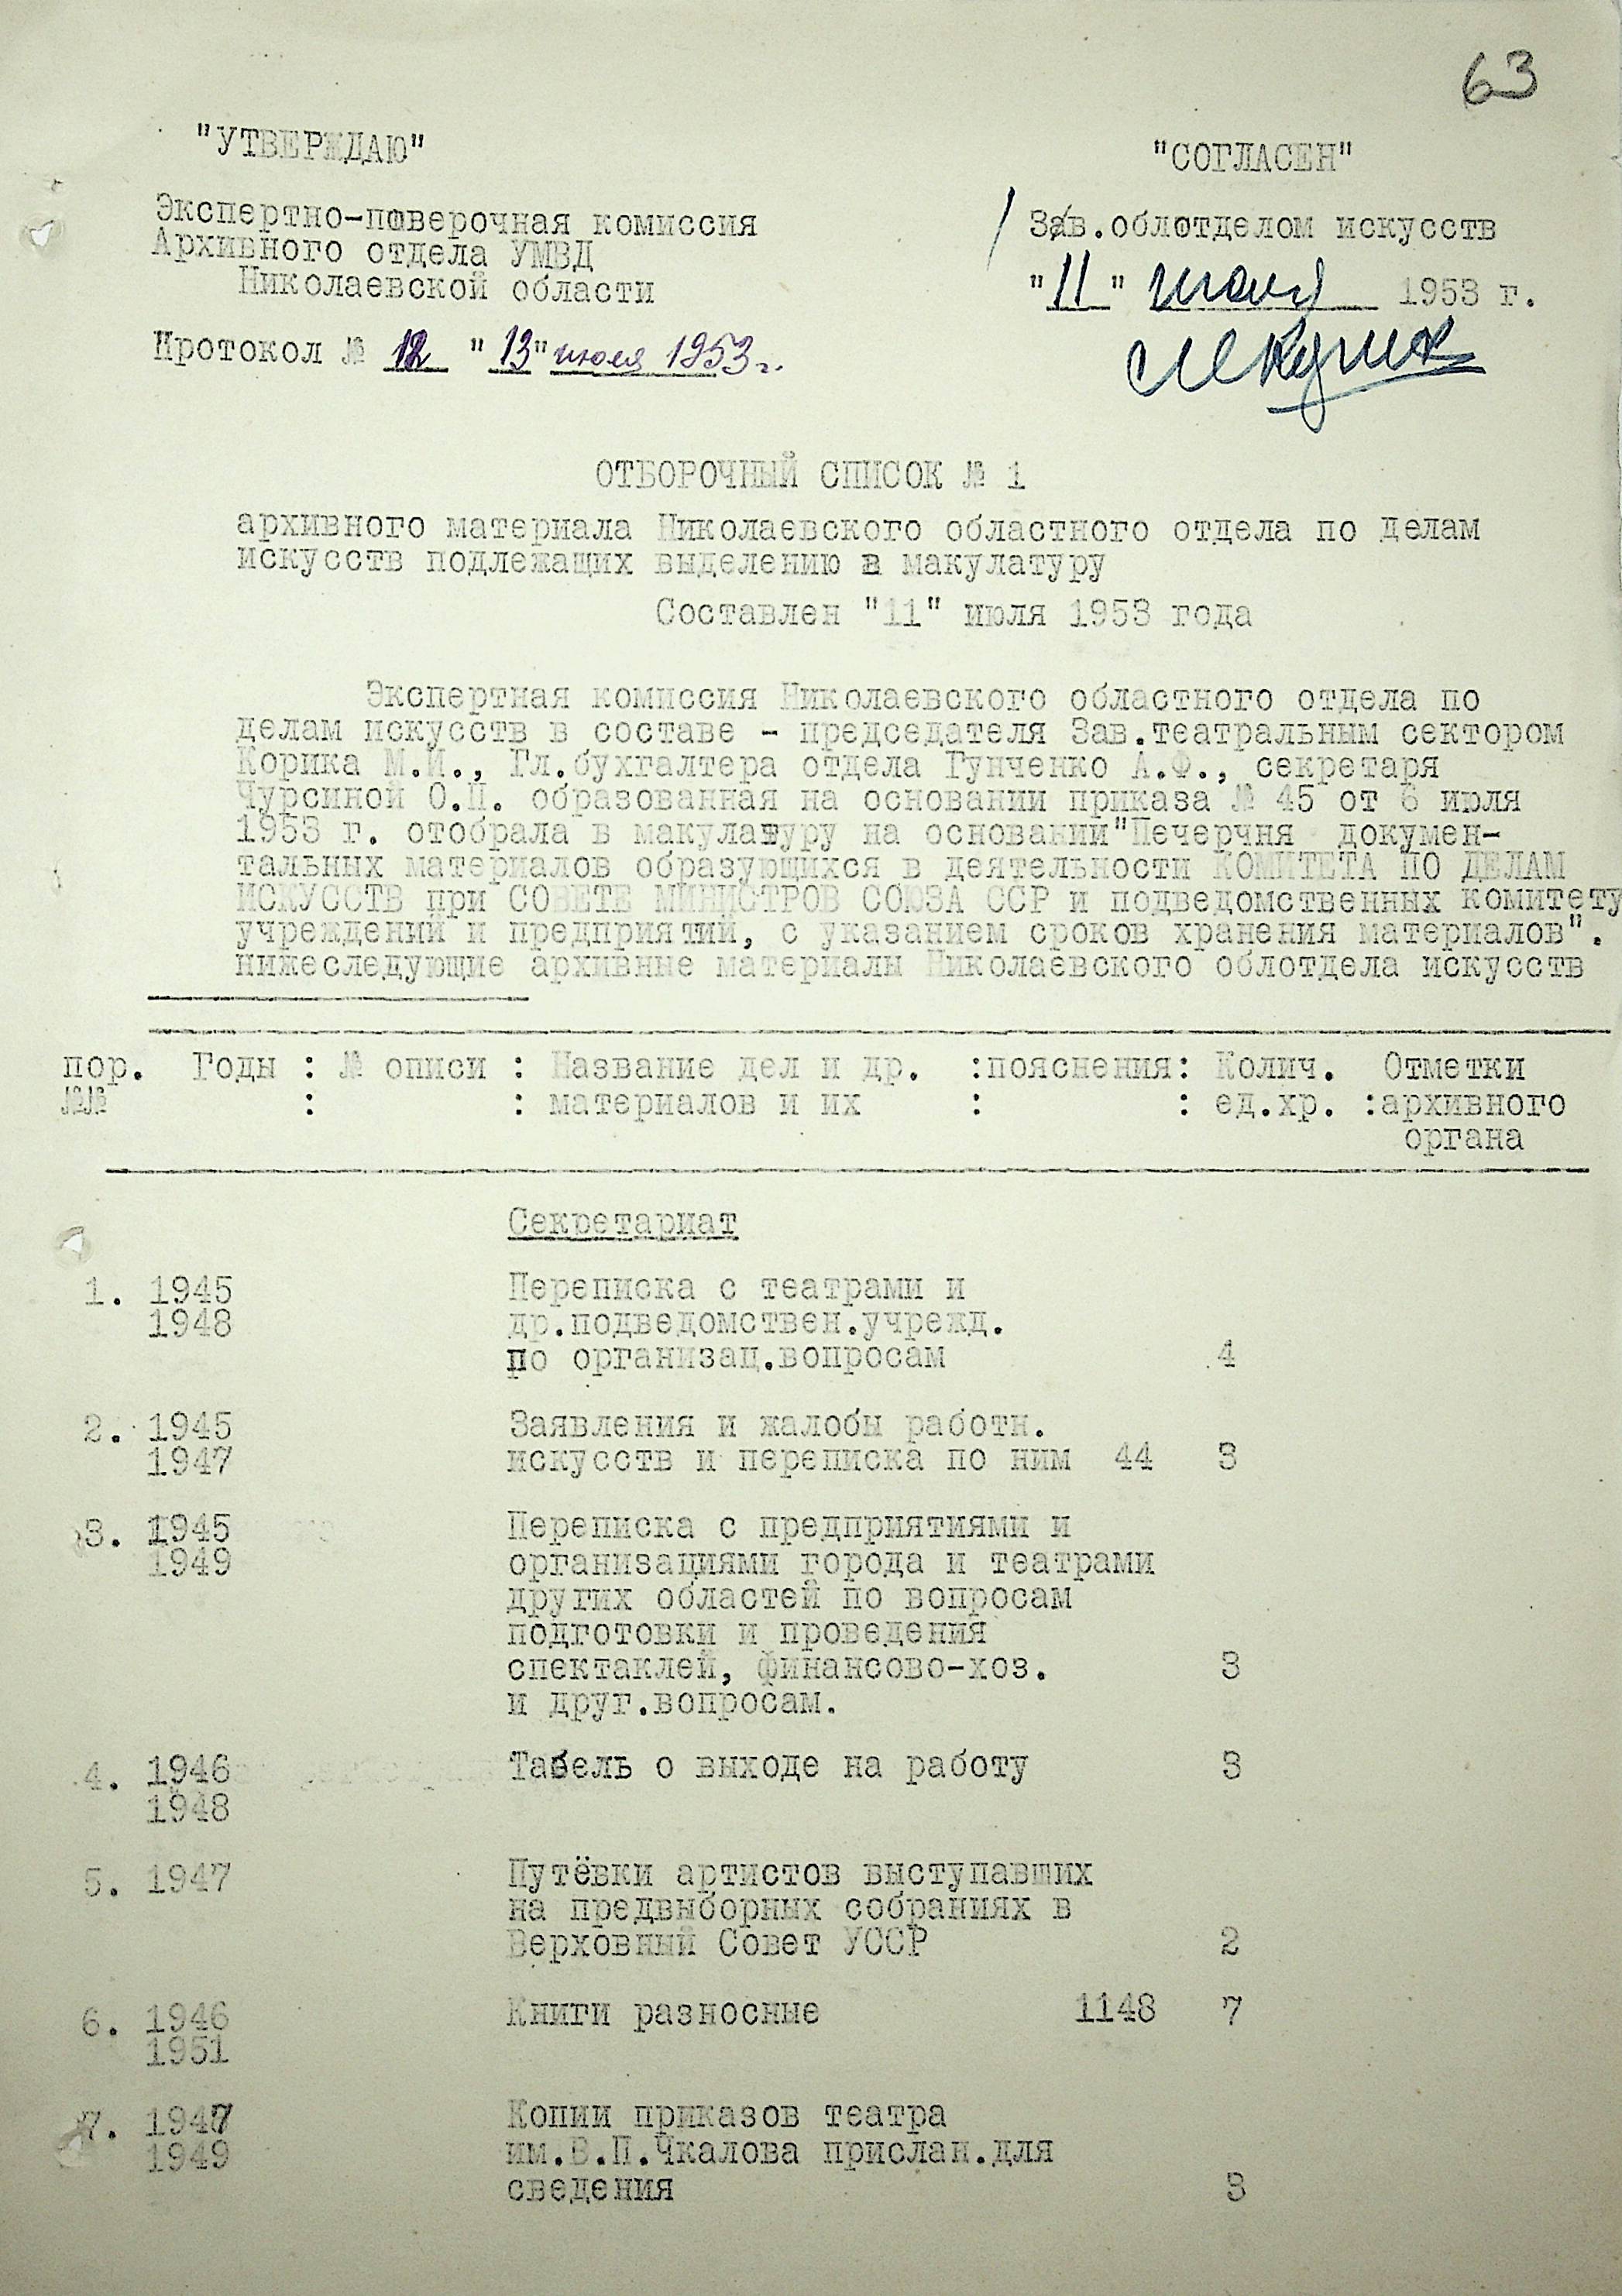 63
"УТВЕРЖДАЮ"
"СОГЛАСЕН"
Экспертно-поверочная комиссия
Архивного отдела УМВД
Николаевской области
Протокол № 12 "13" июля 1953 г.
Зав.облотделом искусств
"11" июля 1953 г.
ОТБОРОЧНЫЙ СПИСОК № 1
архивного материала Николаевского областного отдела по делам
искусств подлежащих выделению в макулатуру
Составлен "11" июля 1953 года
Экспертная комиссия Николаевского областного отдела по
делам искусств в составе - председателя Зав.театральным сектором
Корика М.И., Гл.бухгалтера отдела Гунченко А.Ф., секретаря
Чурсиной О.П. образованная на основании приказа № 45 от 6 июля
1953 г. отобрала в макулатуру на основании "Печерчня докумен-
тальных материалов образующихся в деятельности КОМИТЕТА ПО ДЕЛАМ
ИСКУССТВ при СОВЕТЕ МИНИСТРОВ СОЮЗА ССР и подведомственных комитету
учреждений и предприятий, с указанием сроков хранения материалов".
нижеследующие архивные материалы Николаевского облотдела искусств
пор. Годы : № описи : Название дел и др. :пояснения: Колич. Отметки
№№ : : материалов и их : : ед.хр. :архивного
органа
Секретариат
1. 1945 Переписка с театрами и
1948 др.подведомствен.учрежд.
по организац.вопросам 4
2. 1945 Заявления и жалобы работн.
1947 искусств и переписка по ним 44 3
3. 1945 Переписка с предприятиями и
1949 организациями города и театрами
других областей по вопросам
подготовки и проведения
спектаклей, финансово-хоз. 3
и друг.вопросам.
4. 1946 Табель о выходе на работу 3
1948
5. 1947 Путёвки артистов выступавших
на предвыборных собраниях в
Верховный Совет УССР 2
6. 1946 Книги разносные 1148 7
1951
7. 1947 Копии приказов театра
1949 им.В.П.Чкалова прислан.для
сведения 3